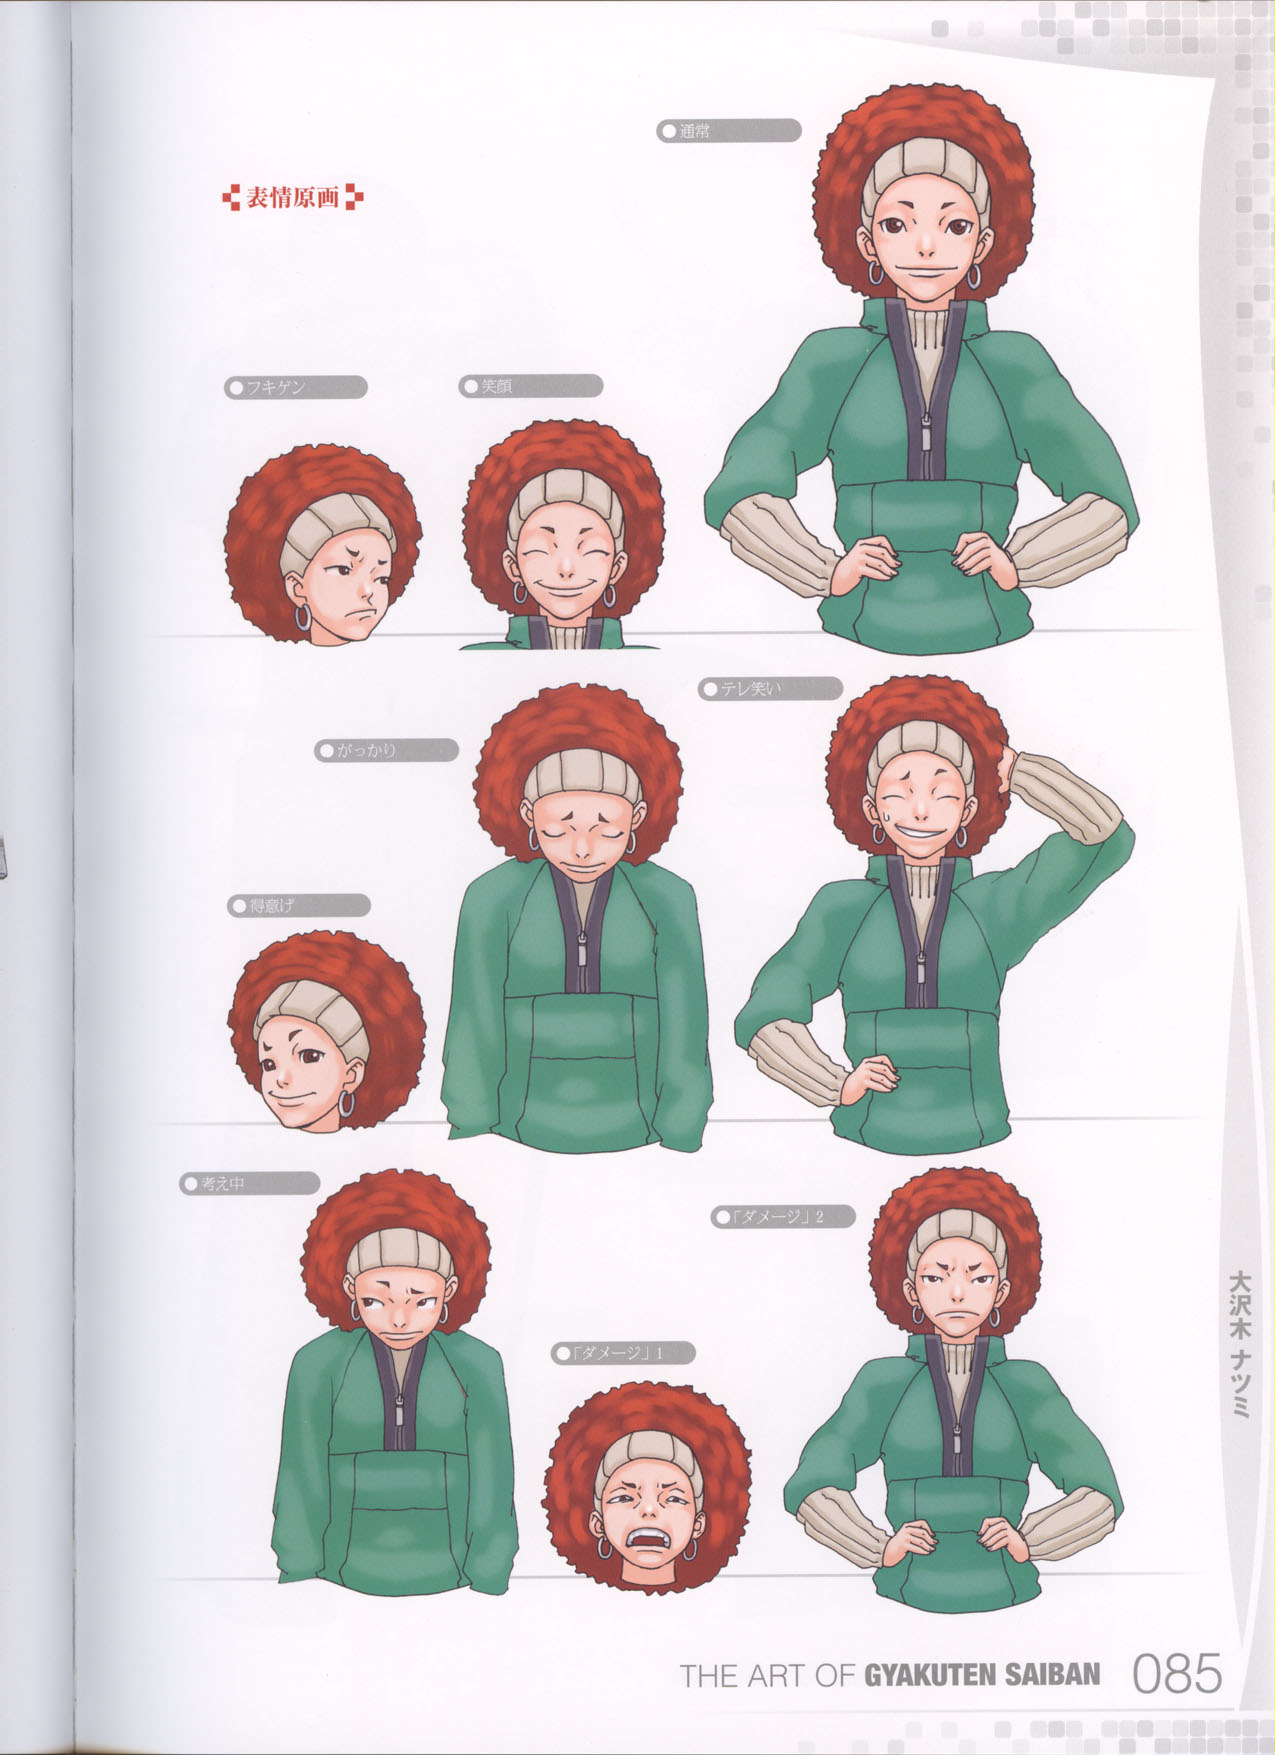 通常
表情原画
フキゲン
笑顔
テレ笑い
がっかり
得意げ
考え中
「ダメージ」2
「ダメージ」1
大沢木 ナツミ
THE ART OF GYAKUTEN SAIBAN 085